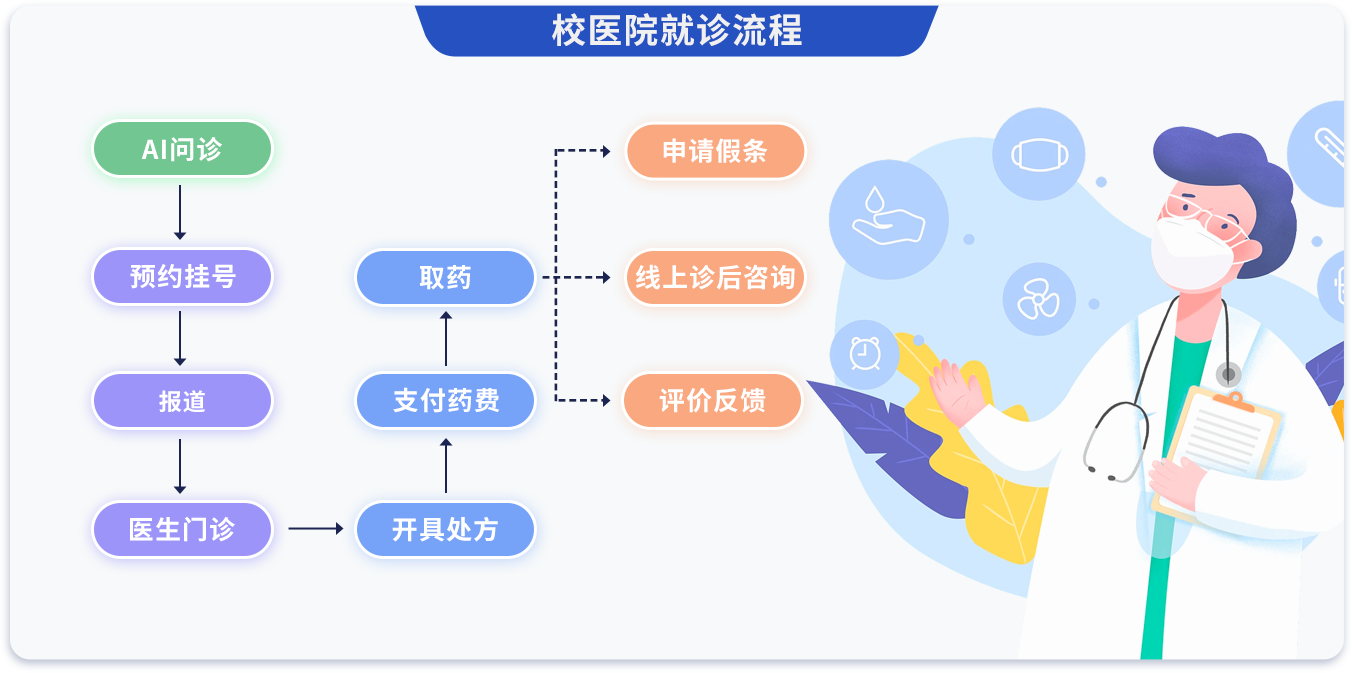 校医院就诊流程
AI问诊
预约挂号
报道
医生门诊
开具处方
支付药费
取药
申请假条
线上诊后咨询
评价反馈